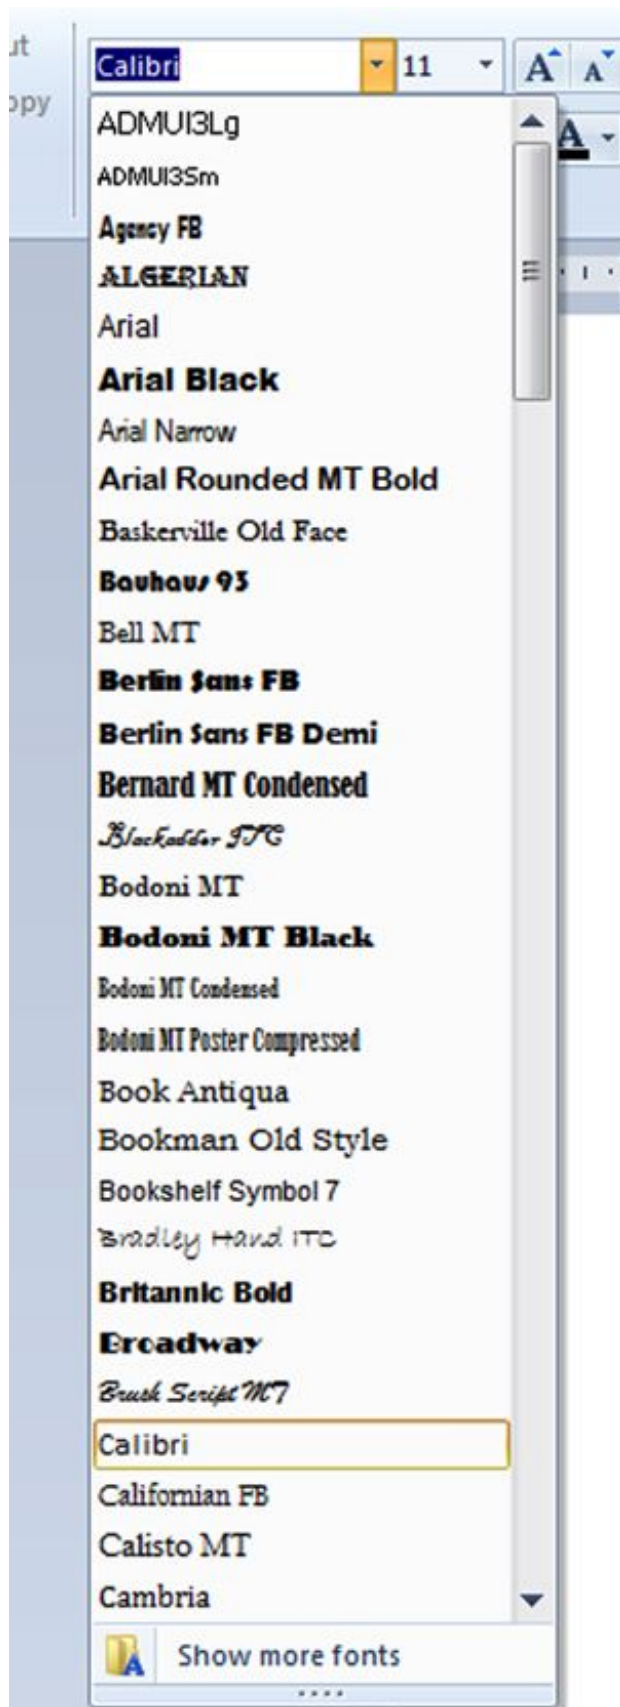 ut
Calibri 11 A A
opy
ADMUI3Lg
A
ADMUI3Sm
Agency FB
ALGERIAN
1
Arial
Arial Black
Arial Narrow
Arial Rounded MT Bold
Baskerville Old Face
Bauhaus 93
Bell MT
Berlin Sans FB
Berlin Sans FB Demi
Bernard MT Condensed
Blackadder ITC
Bodoni MT
Bodoni MT Black
Bodoni MT Condensed
Bodoni MT Poster Compressed
Book Antiqua
Bookman Old Style
Bookshelf Symbol 7
Bradley Hand ITC
Britannic Bold
Broadway
Brush Script MT
Calibri
Californian FB
Calisto MT
Cambria
Show more fonts